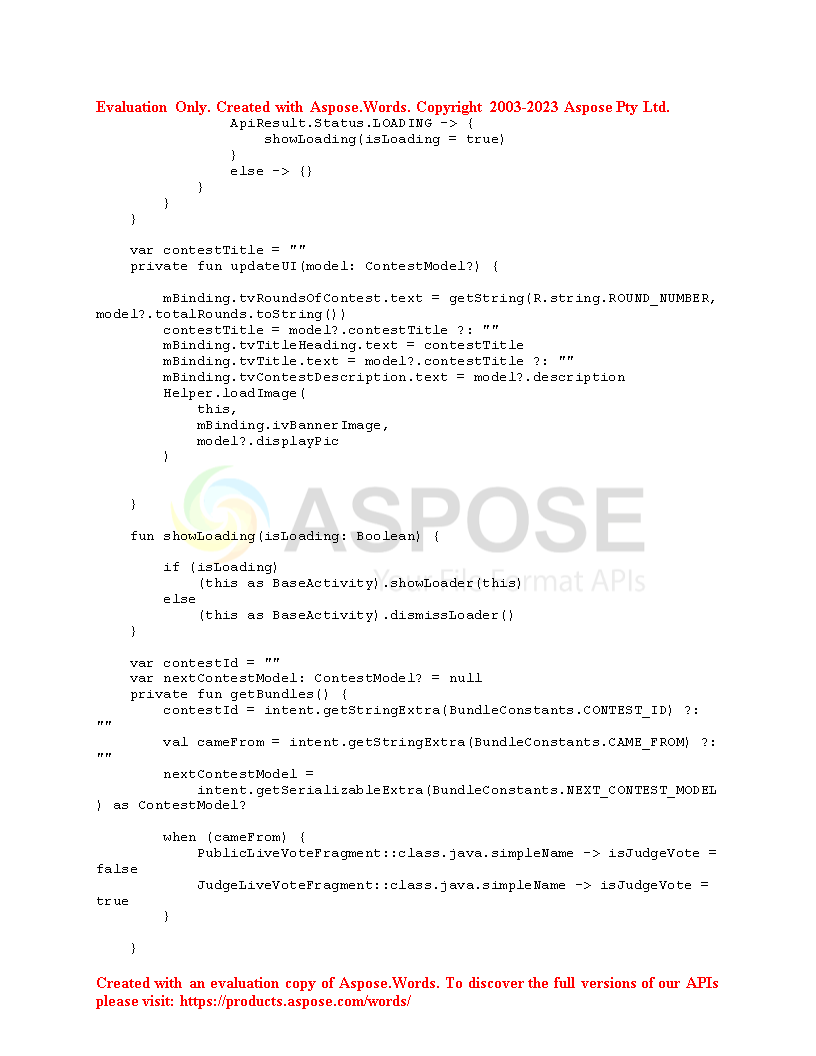 Evaluation Only. Created with Aspose.Words. Copyright 2003-2023 Aspose Pty Ltd.
                ApiResult.Status.LOADING -> {
                    showLoading(isLoading = true)
                }
                else -> {}
            }
        }
    }

    var contestTitle = ""
    private fun updateUI(model: ContestModel?) {

        mBinding.tvRoundsOfContest.text = getString(R.string.ROUND_NUMBER,
model?.totalRounds.toString())
        contestTitle = model?.contestTitle ?: ""
        mBinding.tvTitleHeading.text = contestTitle
        mBinding.tvTitle.text = model?.contestTitle ?: ""
        mBinding.tvContestDescription.text = model?.description
        Helper.loadImage(
            this,
            mBinding.ivBannerImage,
            model?.displayPic
        )


    }
ASPOSE
    fun showLoading(isLoading: Boolean) {

        if (isLoading)
            (this as BaseActivity).showLoader(this)
Your File Format APIs
        else
            (this as BaseActivity).dismissLoader()
    }

    var contestId = ""
    var nextContestModel: ContestModel? = null
    private fun getBundles() {
        contestId = intent.getStringExtra(BundleConstants.CONTEST_ID) ?:
""
        val cameFrom = intent.getStringExtra(BundleConstants.CAME_FROM) ?:
""
        nextContestModel =
            intent.getSerializableExtra(BundleConstants.NEXT_CONTEST_MODEL
) as ContestModel?

        when (cameFrom) {
            PublicLiveVoteFragment::class.java.simpleName -> isJudgeVote =
false
            JudgeLiveVoteFragment::class.java.simpleName -> isJudgeVote =
true
        }

    }
Created with an evaluation copy of Aspose.Words. To discover the full versions of our APIs
please visit: https://products.aspose.com/words/